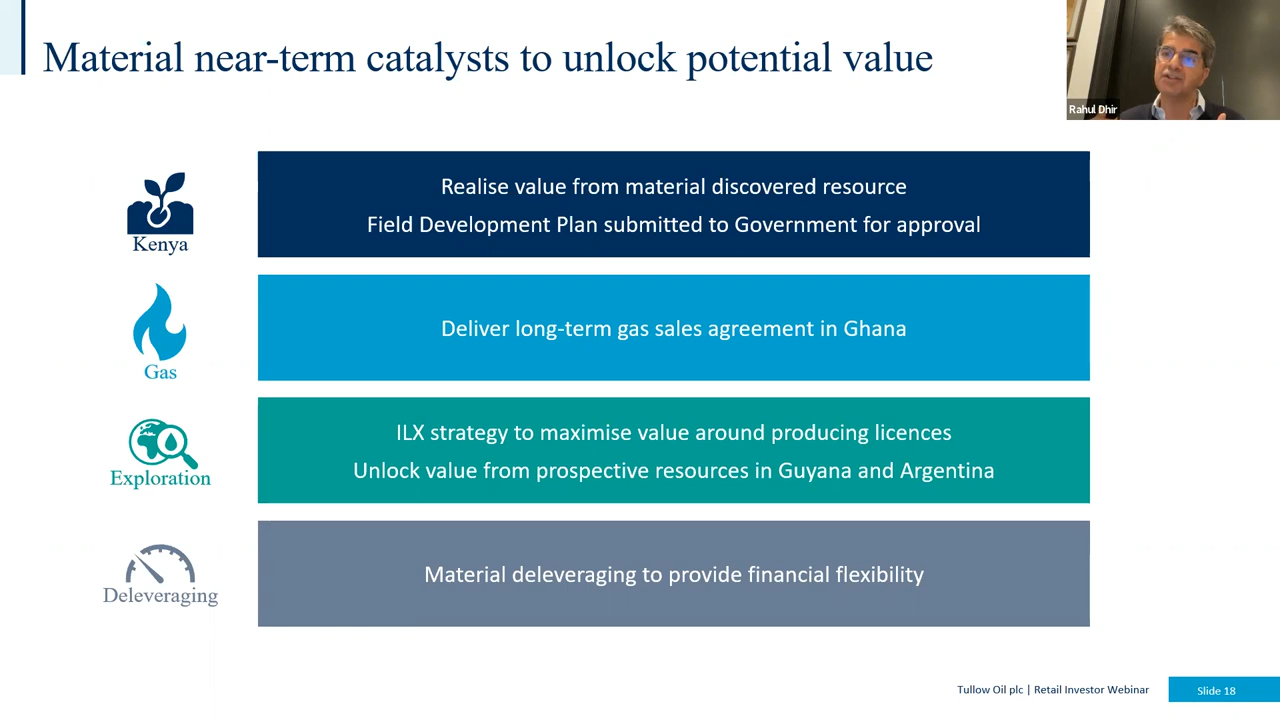 Material near-term catalysts to unlock potential value
Rahul Dhir
Realise value from material discovered resource
Field Development Plan submitted to Government for approval
Kenya
Deliver long-term gas sales agreement in Ghana
Gas
ILX strategy to maximise value around producing licences
Unlock value from prospective resources in Guyana and Argentina
Exploration
Material deleveraging to provide financial flexibility
Deleveraging
Tullow Oil plc | Retail Investor Webinar
Slide 18